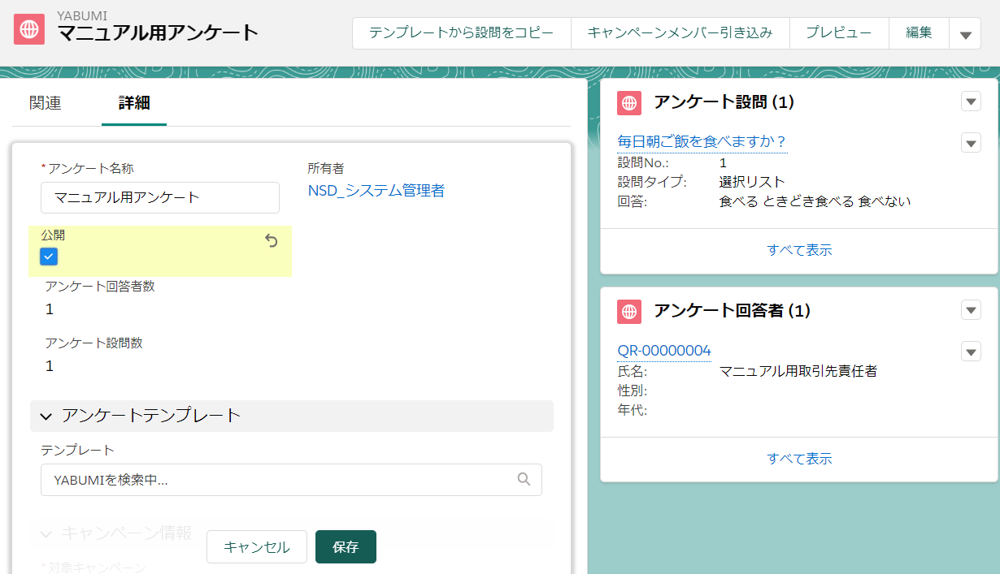 YABUMI
マニュアル用アンケート
テンプレートから設問をコピー
キャンペーンメンバー引き込み
プレビュー
編集
関連
詳細
*アンケート名称
マニュアル用アンケート
所有者
NSD_システム管理者
公開
アンケート回答者数
1
アンケート設問数
1
アンケートテンプレート
テンプレート
YABUMIを検索中...
キャンペーン情報
*対象キャンペーン
キャンセル
保存
アンケート設問 (1)
毎日朝ご飯を食べますか？
設問No.: 1
設問タイプ: 選択リスト
回答: 食べる ときどき食べる 食べない
すべて表示
アンケート回答者 (1)
QR-00000004
氏名: マニュアル用取引先責任者
性別:
年代:
すべて表示